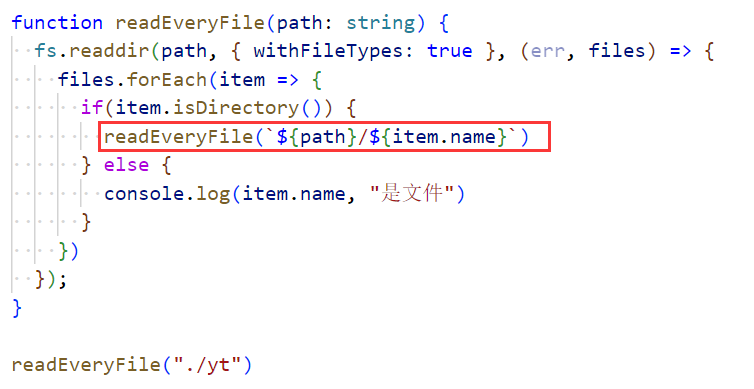 function readEveryFile(path: string) {
  fs.readdir(path, { withFileTypes: true }, (err, files) => {
    files.forEach(item => {
      if(item.isDirectory()) {
        readEveryFile(`${path}/${item.name}`)
      } else {
        console.log(item.name, "是文件")
      }
    })
  });
}

readEveryFile("./yt")